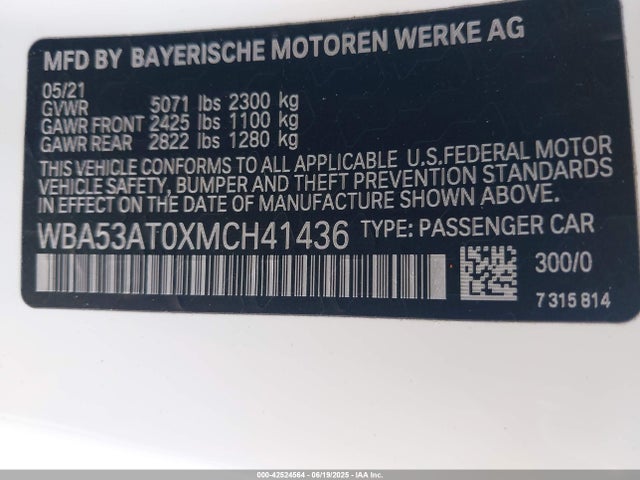 MFD BY BAYERISCHE MOTOREN WERKE AG
05/21
GVWR 5071 lbs 2300 kg
GAWR FRONT 2425 lbs 1100 kg
GAWR REAR 2822 lbs 1280 kg
THIS VEHICLE CONFORMS TO ALL APPLICABLE U.S.FEDERAL MOTOR
VEHICLE SAFETY, BUMPER AND THEFT PREVENTION STANDARDS
IN EFFECT ON THE DATE OF MANUFACTURE SHOWN ABOVE.
WBA53AT0XMCH41436 TYPE: PASSENGER CAR
300/0
7 315 814
000-42524564 - 06/19/2025 - IAA Inc.